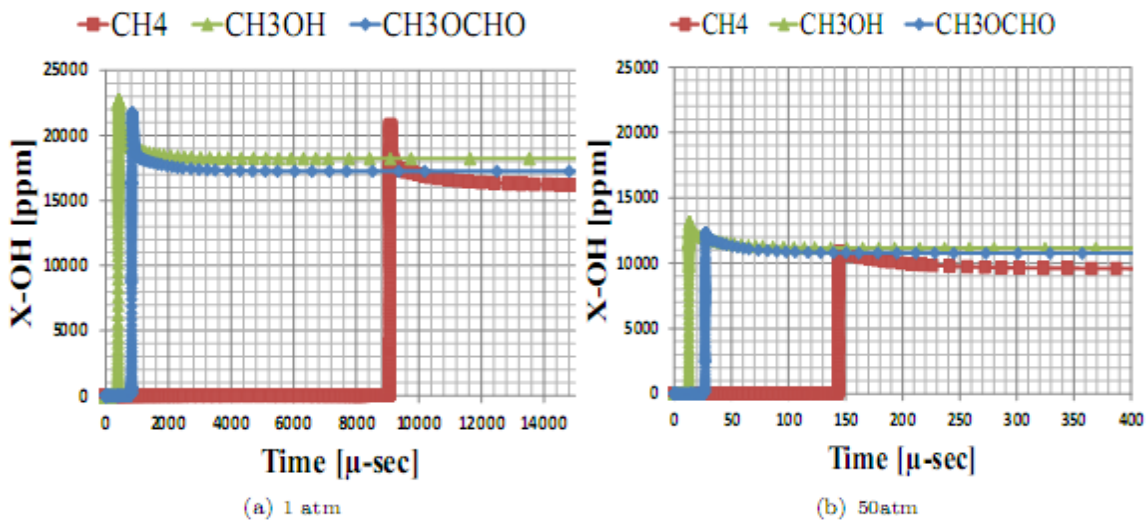 CH4 CH3OH CH3OCHO
25000
20000
15000
10000
5000
0
X-OH [ppm]
0 2000 4000 6000 8000 10000 12000 14000
Time [μ-sec]
(a) 1 atm
CH4 CH3OH CH3OCHO
25000
20000
15000
10000
5000
0
X-OH [ppm]
0 50 100 150 200 250 300 350 400
Time [μ-sec]
(b) 50atm